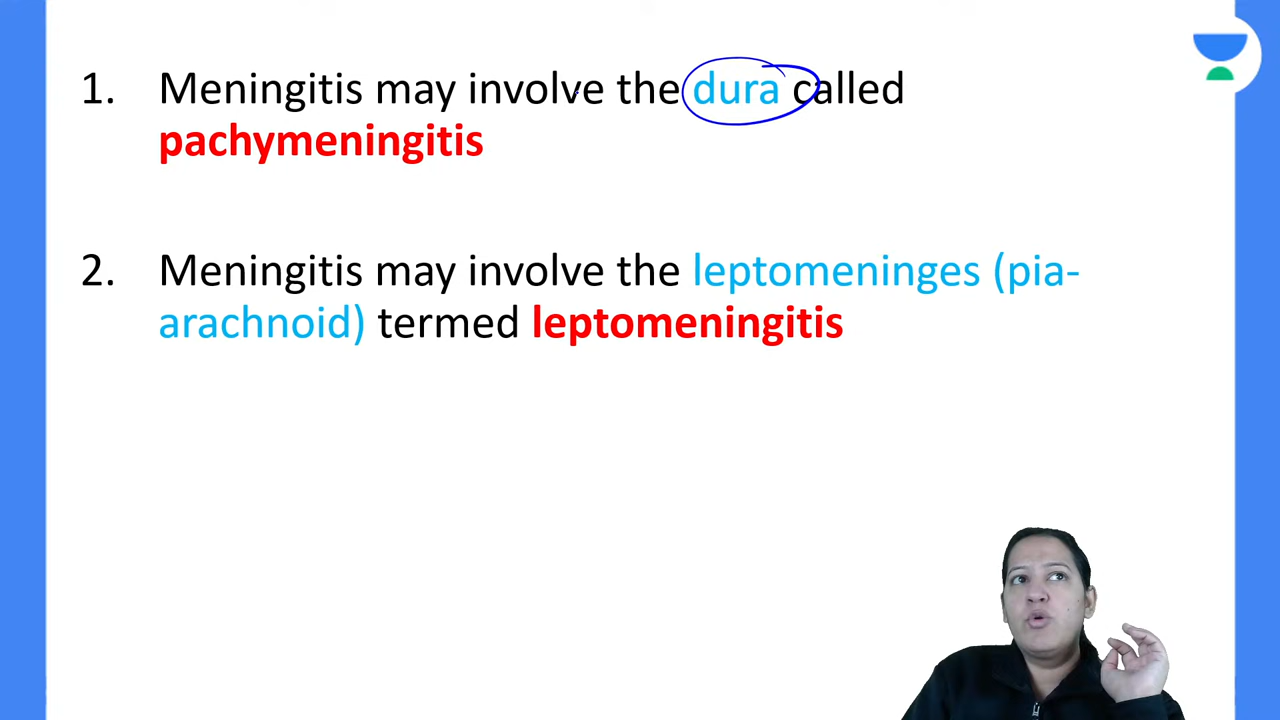 1. Meningitis may involve the dura called
pachymeningitis
2. Meningitis may involve the leptomeninges (pia-
arachnoid) termed leptomeningitis